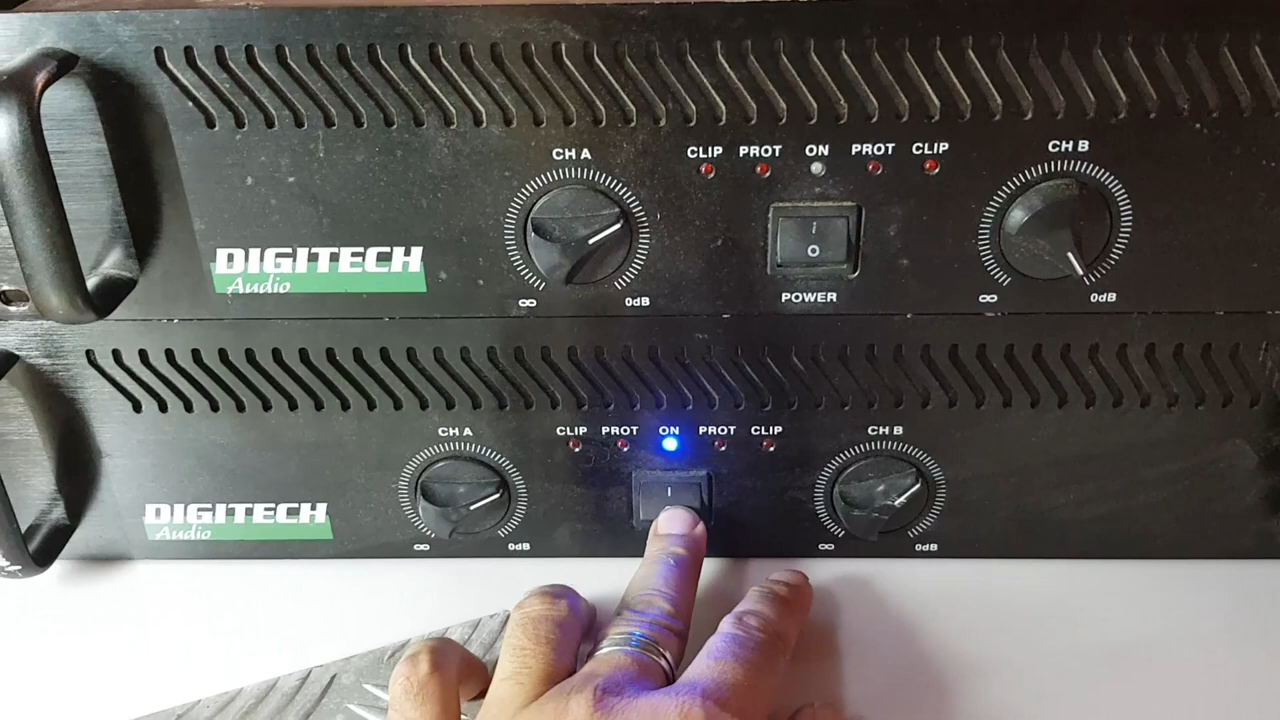 CH A
CLIP PROT ON PROT CLIP
CH B
I
O
DIGITECH
Audio
∞ 0dB
POWER
∞ 0dB
CH A
CLIP PROT ON PROT CLIP
CH B
I
DIGITECH
Audio
∞ 0dB
∞ 0dB